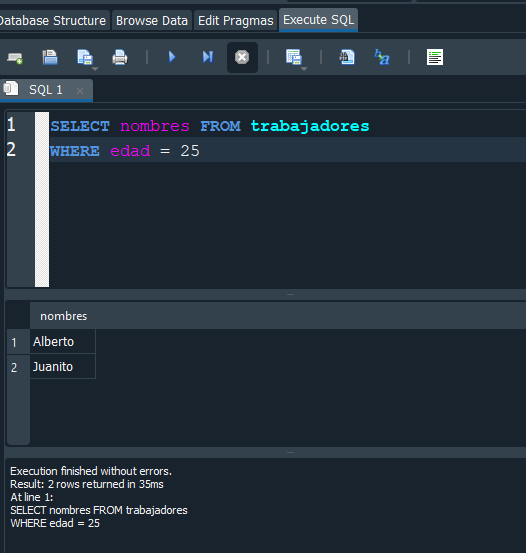 Database Structure Browse Data Edit Pragmas Execute SQL
SQL 1
1 SELECT nombres FROM trabajadores
2 WHERE edad = 25
nombres
1 Alberto
2 Juanito
Execution finished without errors.
Result: 2 rows returned in 35ms
At line 1:
SELECT nombres FROM trabajadores
WHERE edad = 25